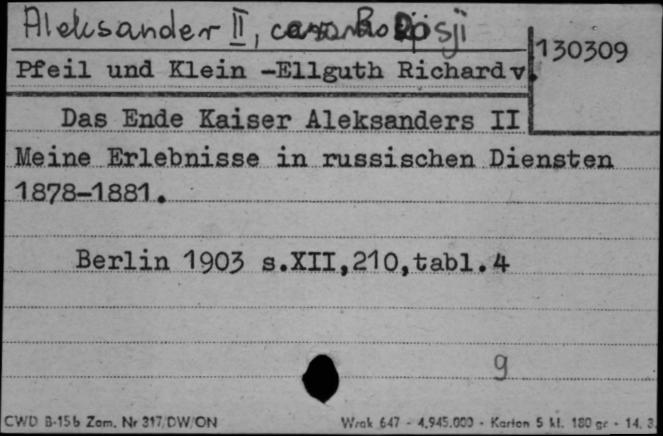 Aleksander II, car Rosji
130309
Pfeil und Klein -Ellguth Richard v.
Das Ende Kaiser Aleksanders II
Meine Erlebnisse in russischen Diensten
1878-1881.
Berlin 1903 s.XII,210,tabl.4
9
CWD B-15b Zam. Nr 317/DW/ON
Wrak 647 - 4.945.000 - Karton 5 kl. 180 gr - 14. 3.